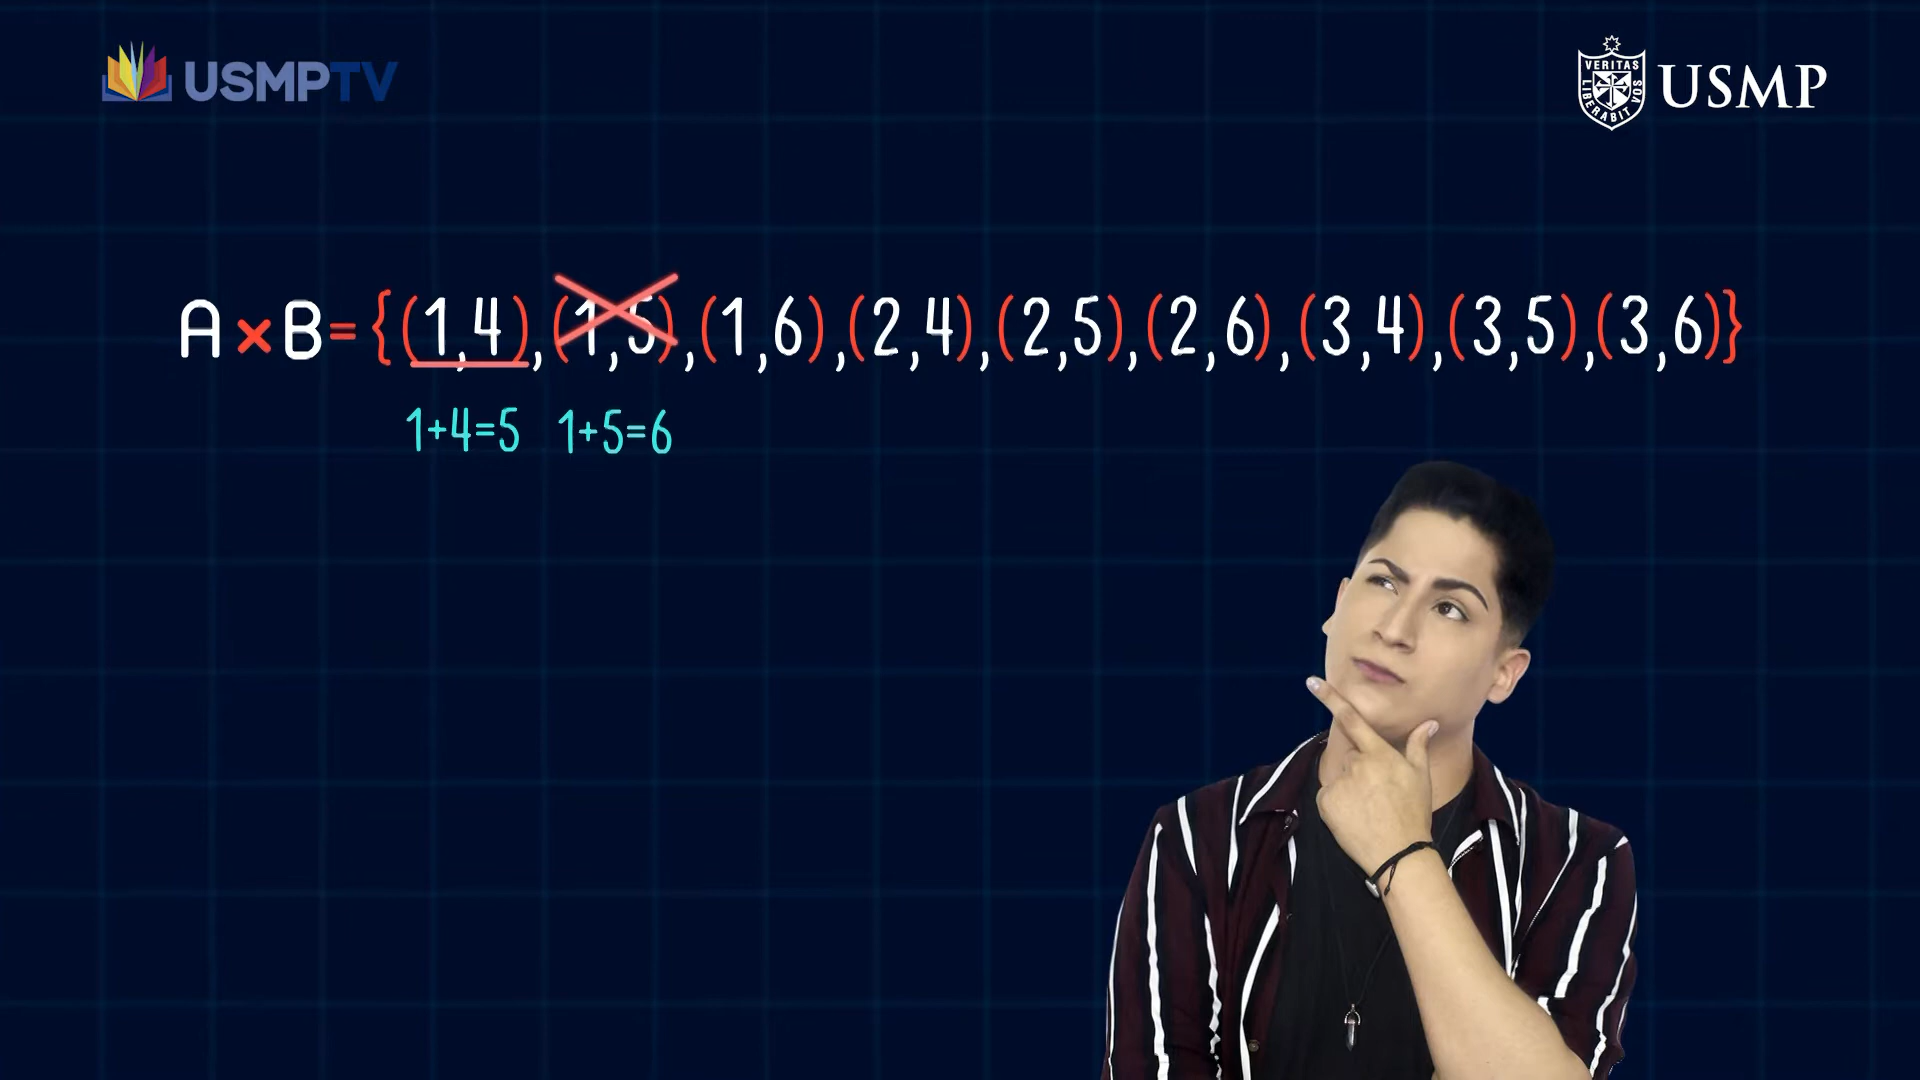 USMPTV
VERITAS
LIBERABIT VOS
USMP
A×B={(1,4),(1,5),(1,6),(2,4),(2,5),(2,6),(3,4),(3,5),(3,6)}
1+4=5 1+5=6